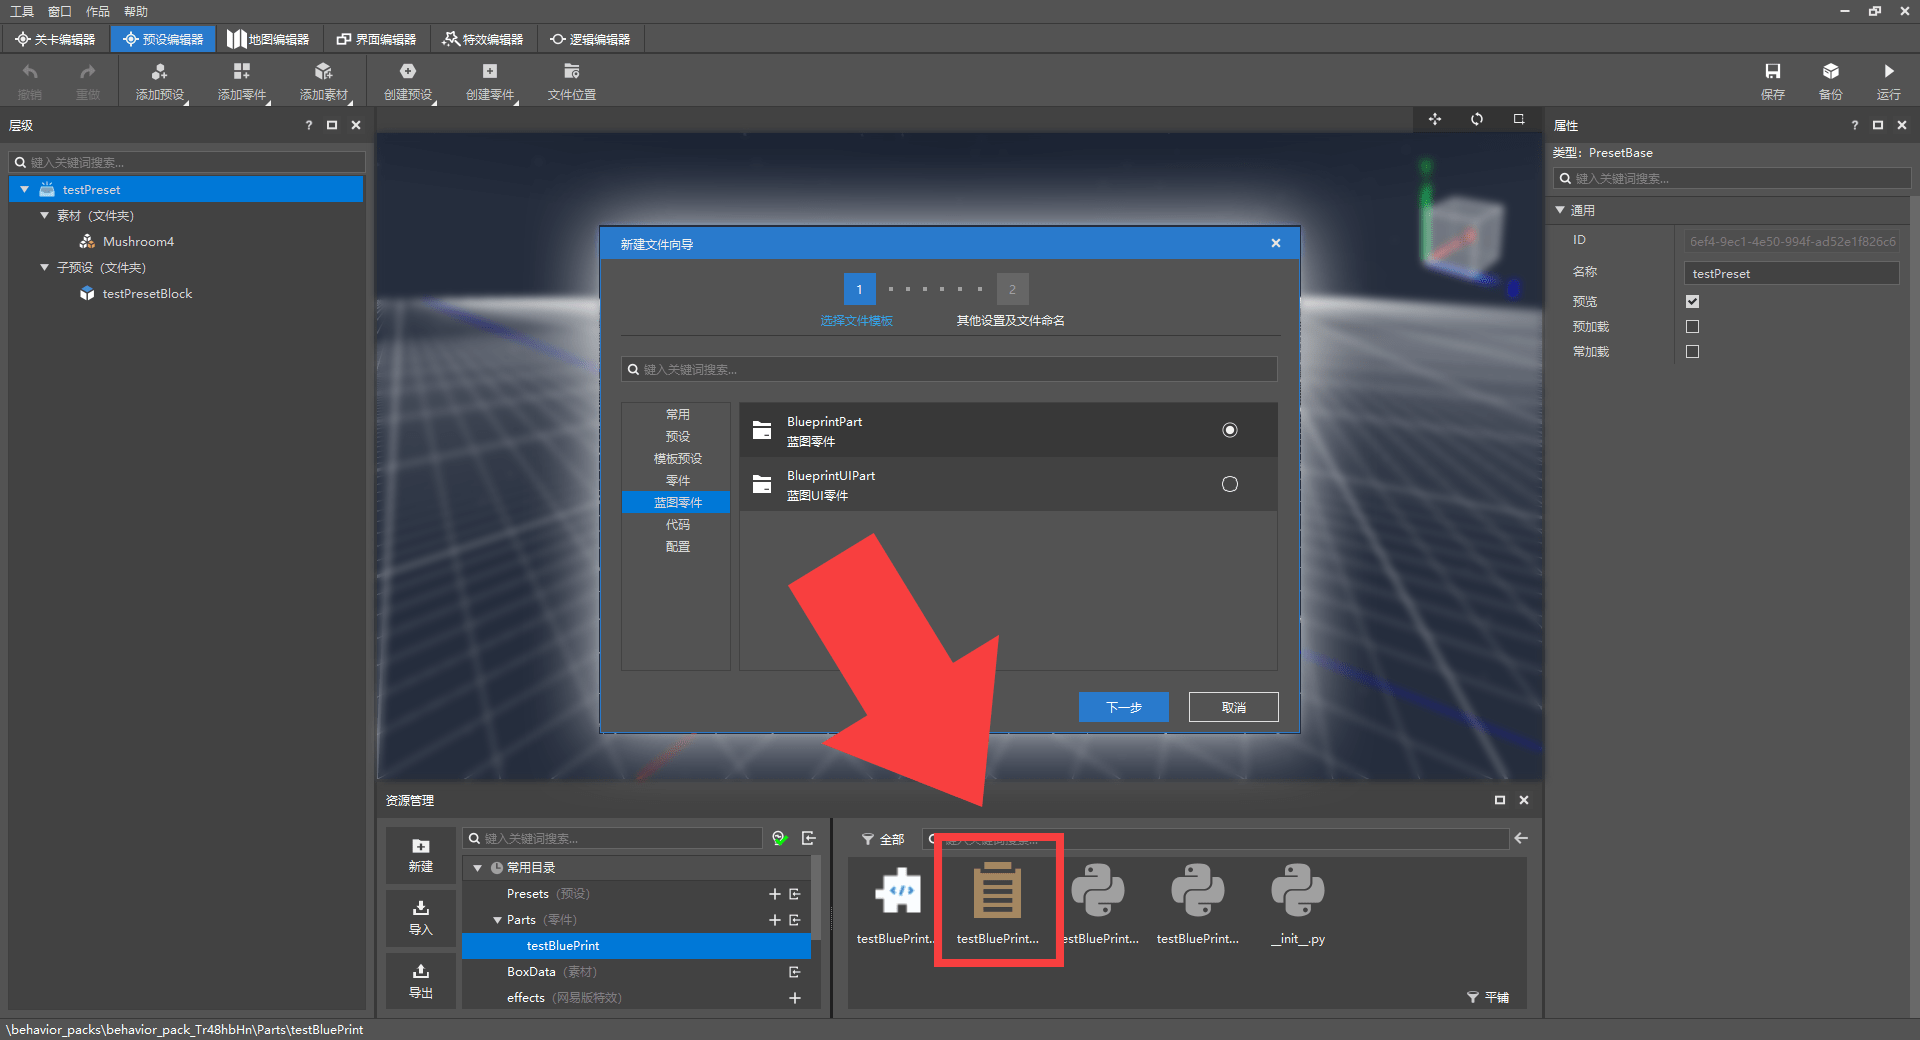 工具 窗口 作品 帮助
关卡编辑器 预设编辑器 地图编辑器 界面编辑器 特效编辑器 逻辑编辑器
撤销 重做 添加预设 添加零件 添加素材 创建预设 创建零件 文件位置 保存 备份 运行
层级
键入关键词搜索...
testPreset
素材（文件夹）
Mushroom4
子预设（文件夹）
testPresetBlock
新建文件向导
1 2
选择文件模板 其他设置及文件命名
键入关键词搜索...
常用
预设
模板预设
零件
蓝图零件
代码
配置
BlueprintPart
蓝图零件
BlueprintUIPart
蓝图UI零件
下一步 取消
属性
类型：PresetBase
键入关键词搜索...
通用
ID 6ef4-9ec1-4e50-994f-ad52e1f826c6
名称 testPreset
预览
预加载
常加载
资源管理
新建
导入
导出
键入关键词搜索...
常用目录
Presets（预设）
Parts（零件）
testBluePrint
BoxData（素材）
effects（网易版特效）
全部 键入关键词搜索...
testBluePrint... testBluePrint... estBluePrint... testBluePrint... __init__.py
平铺
\behavior_packs\behavior_pack_Tr48hbHn\Parts\testBluePrint